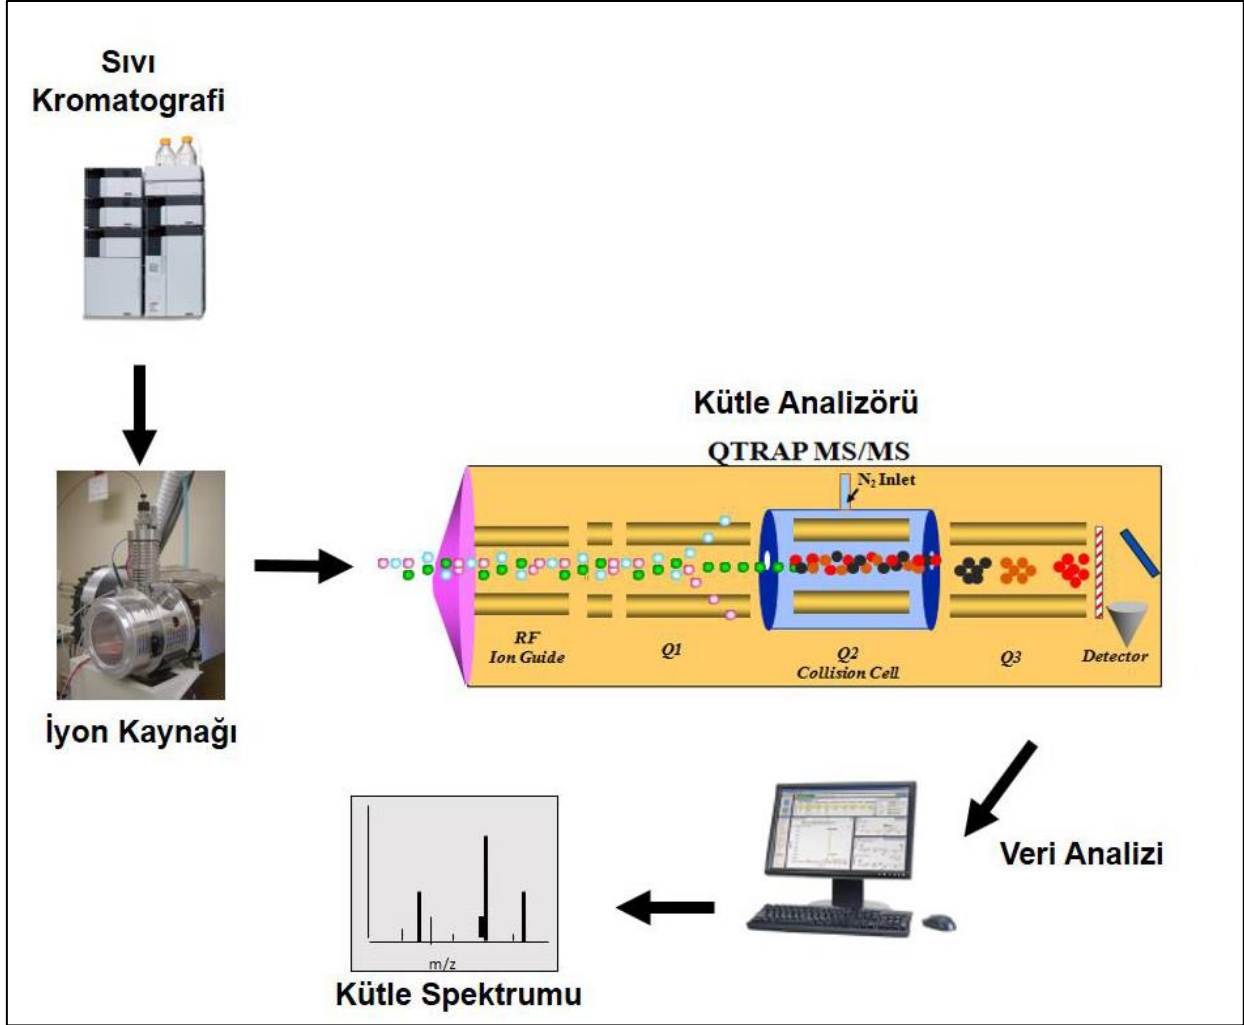 Sıvı
Kromatografi
Kütle Analizörü
QTRAP MS/MS
N₂ Inlet
RF
Ion Guide
Q1
Q2
Collision Cell
Q3
Detector
İyon Kaynağı
Veri Analizi
m/z
Kütle Spektrumu